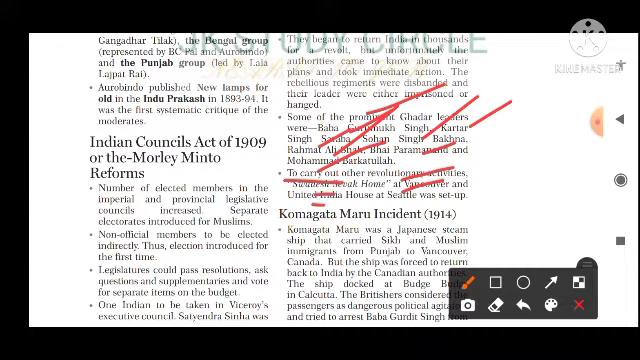 JK STUDY CIRCLE
Gangadhar Tilak), the Bengal group
(represented by BC Pal and Aurobindo)
and the Punjab group (led by Lala
Lajpat Rai).
Aurobindo published New lamps for
old in the Indu Prakash in 1893-94. It
was the first systematic critique of the
moderates.
Indian Councils Act of 1909
or the Morley Minto
Reforms
Number of elected members in the
imperial and provincial legislative
councils increased. Separate
electorates introduced for Muslims.
Non-official members to be elected
indirectly. Thus, election introduced for
the first time.
Legislatures could pass resolutions, ask
questions and supplementaries and
vote for separate items on the budget.
One Indian to be taken in Viceroy's
executive council. Satyendra Sinha was
They began to return India in thousands
for a revolt, but unfortunately the
authorities came to know about their
plans and took immediate action. The
rebellious regiments were disbanded and
their leader were either imprisoned or
hanged.
Some of the prominent Ghadar leaders
were—Baba Gurumukh Singh, Kartar
Singh Saraba, Sohan Singh Bakhna,
Rahmat Ali Shah, Bhai Paramanand and
Mohammad Barkatullah.
To carry out other revolutionary activities,
"Swadesh Sevak Home" at Vancouver and
United India House at Seattle was set-up.
Komagata Maru Incident (1914)
Komagata Maru was a Japanese steam
ship that carried Sikh and Muslim
immigrants from Punjab to Vancouver,
Canada. But the ship was forced to return
back to India by the Canadian authorities.
The ship docked at Budge Budge
in Calcutta. The Britishers considered the
passengers as dangerous political
and tried to arrest Baba Gurdit Singh from
KINEMASTER